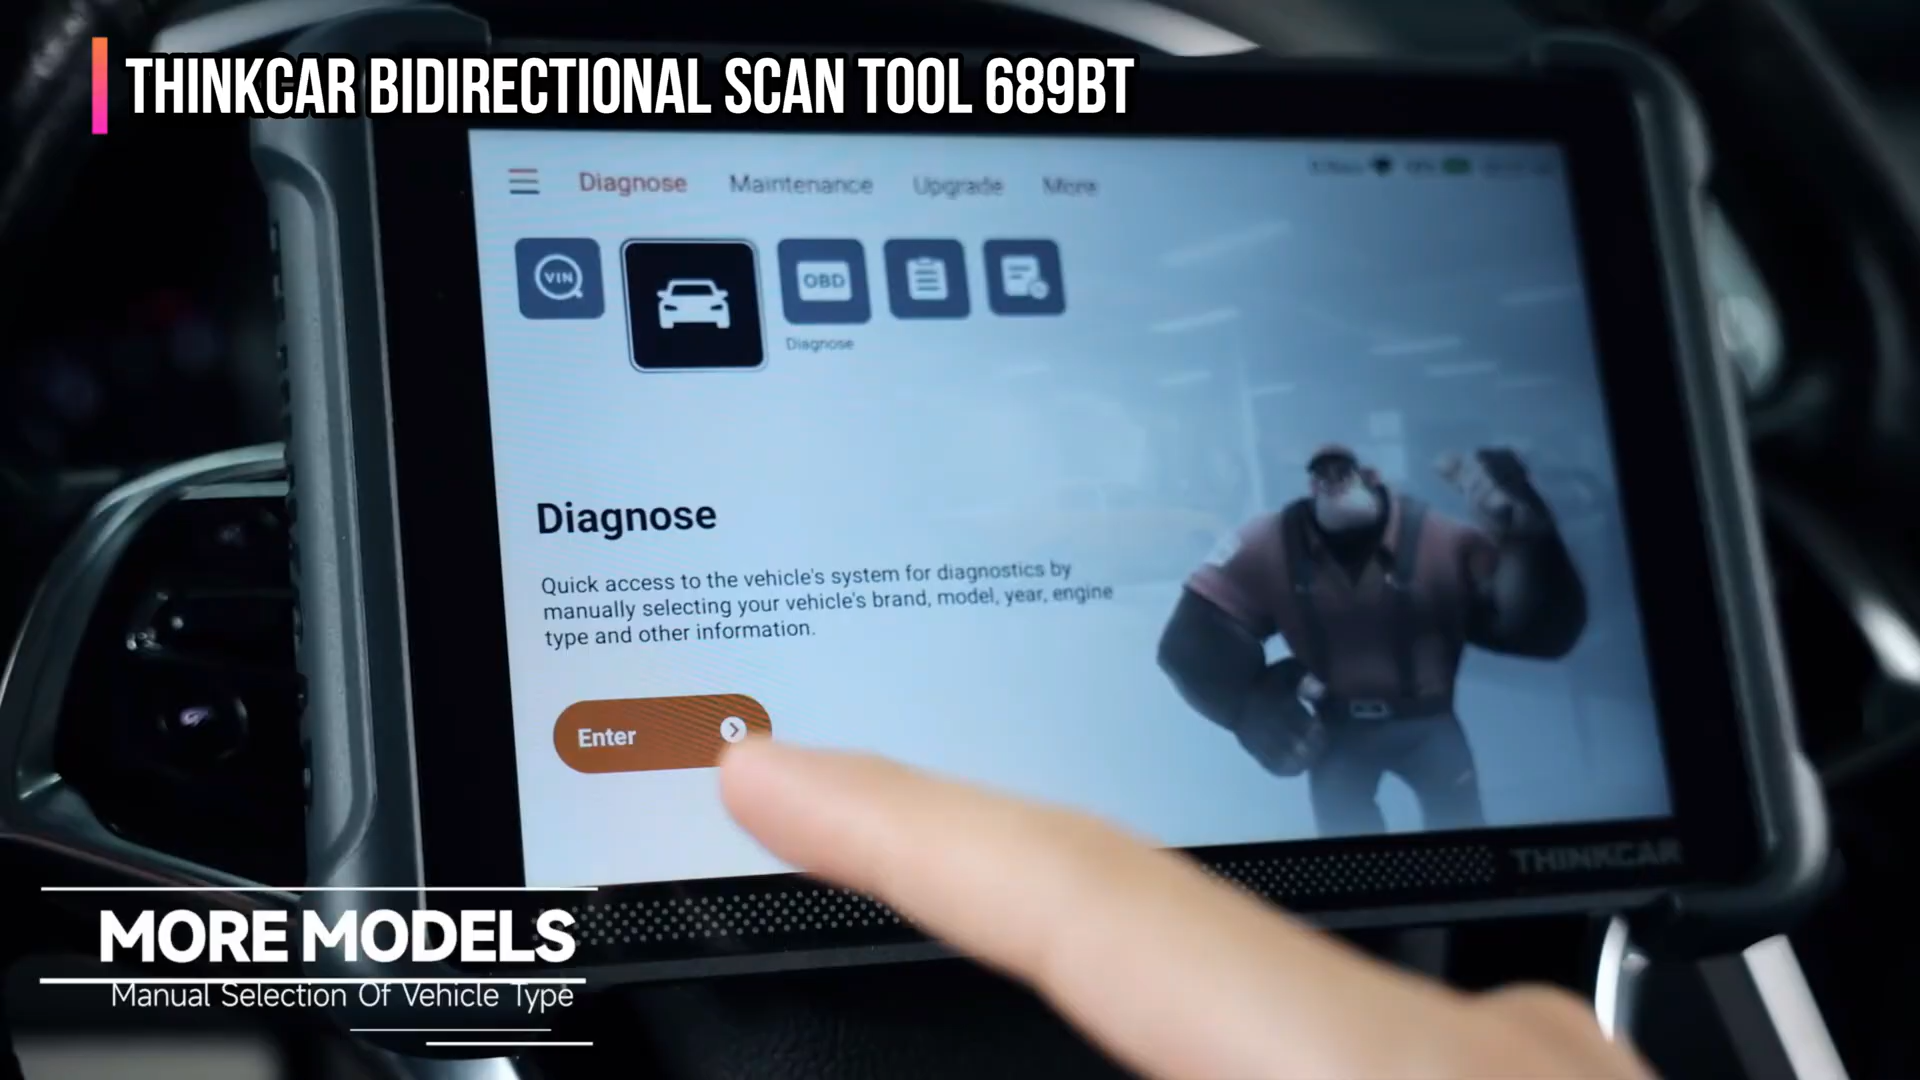 THINKCAR BIDIRECTIONAL SCAN TOOL 689BT
Diagnose Maintenance Upgrade More
VIN
OBD
Diagnose
Diagnose
Quick access to the vehicle's system for diagnostics by
manually selecting your vehicle's brand, model, year, engine
type and other information.
Enter
THINKCAR
MORE MODELS
Manual Selection Of Vehicle Type